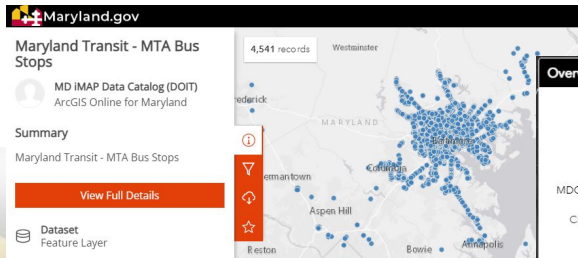 Maryland.gov
Maryland Transit - MTA Bus
Stops
MD iMAP Data Catalog (DOIT)
ArcGIS Online for Maryland
Summary
Maryland Transit - MTA Bus Stops
View Full Details
Dataset
Feature Layer
4,541 records
Westminster
ederick
MARYLAND
Baltimore
Columbia
ermantown
Aspen Hill
Reston
Bowie
Annapolis
Over
MDO
C